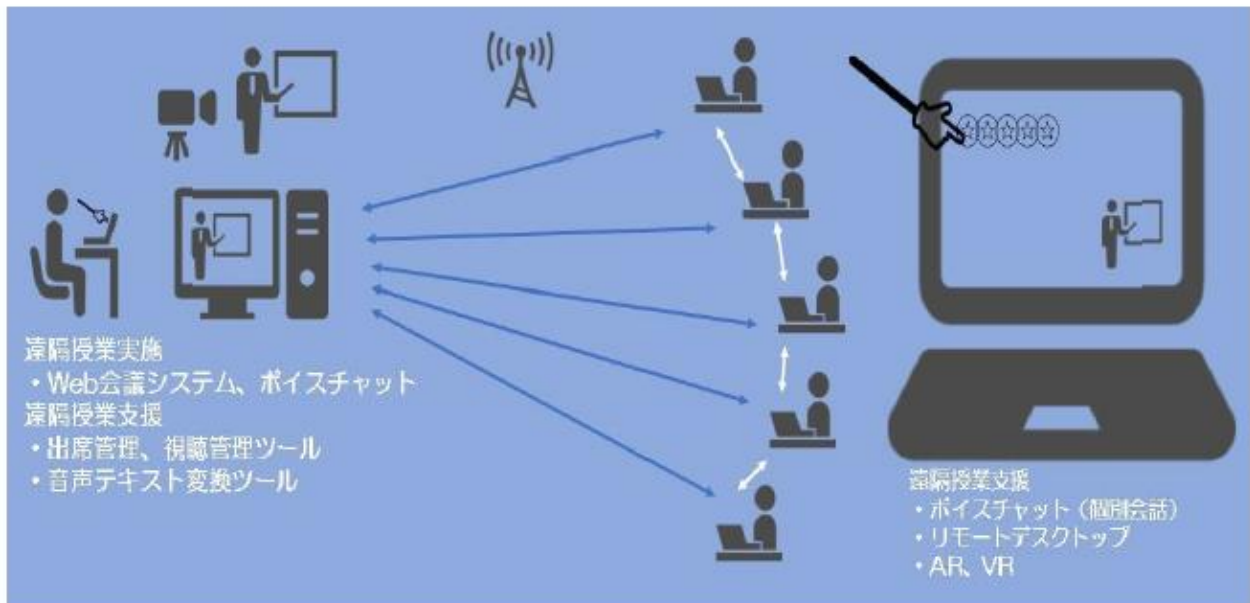 遠隔授業実施
・Web会議システム、ボイスチャット
遠隔授業支援
・出席管理、視聴管理ツール
・音声テキスト変換ツール
遠隔授業支援
・ボイスチャット（個別会話）
・リモートデスクトップ
・AR、VR